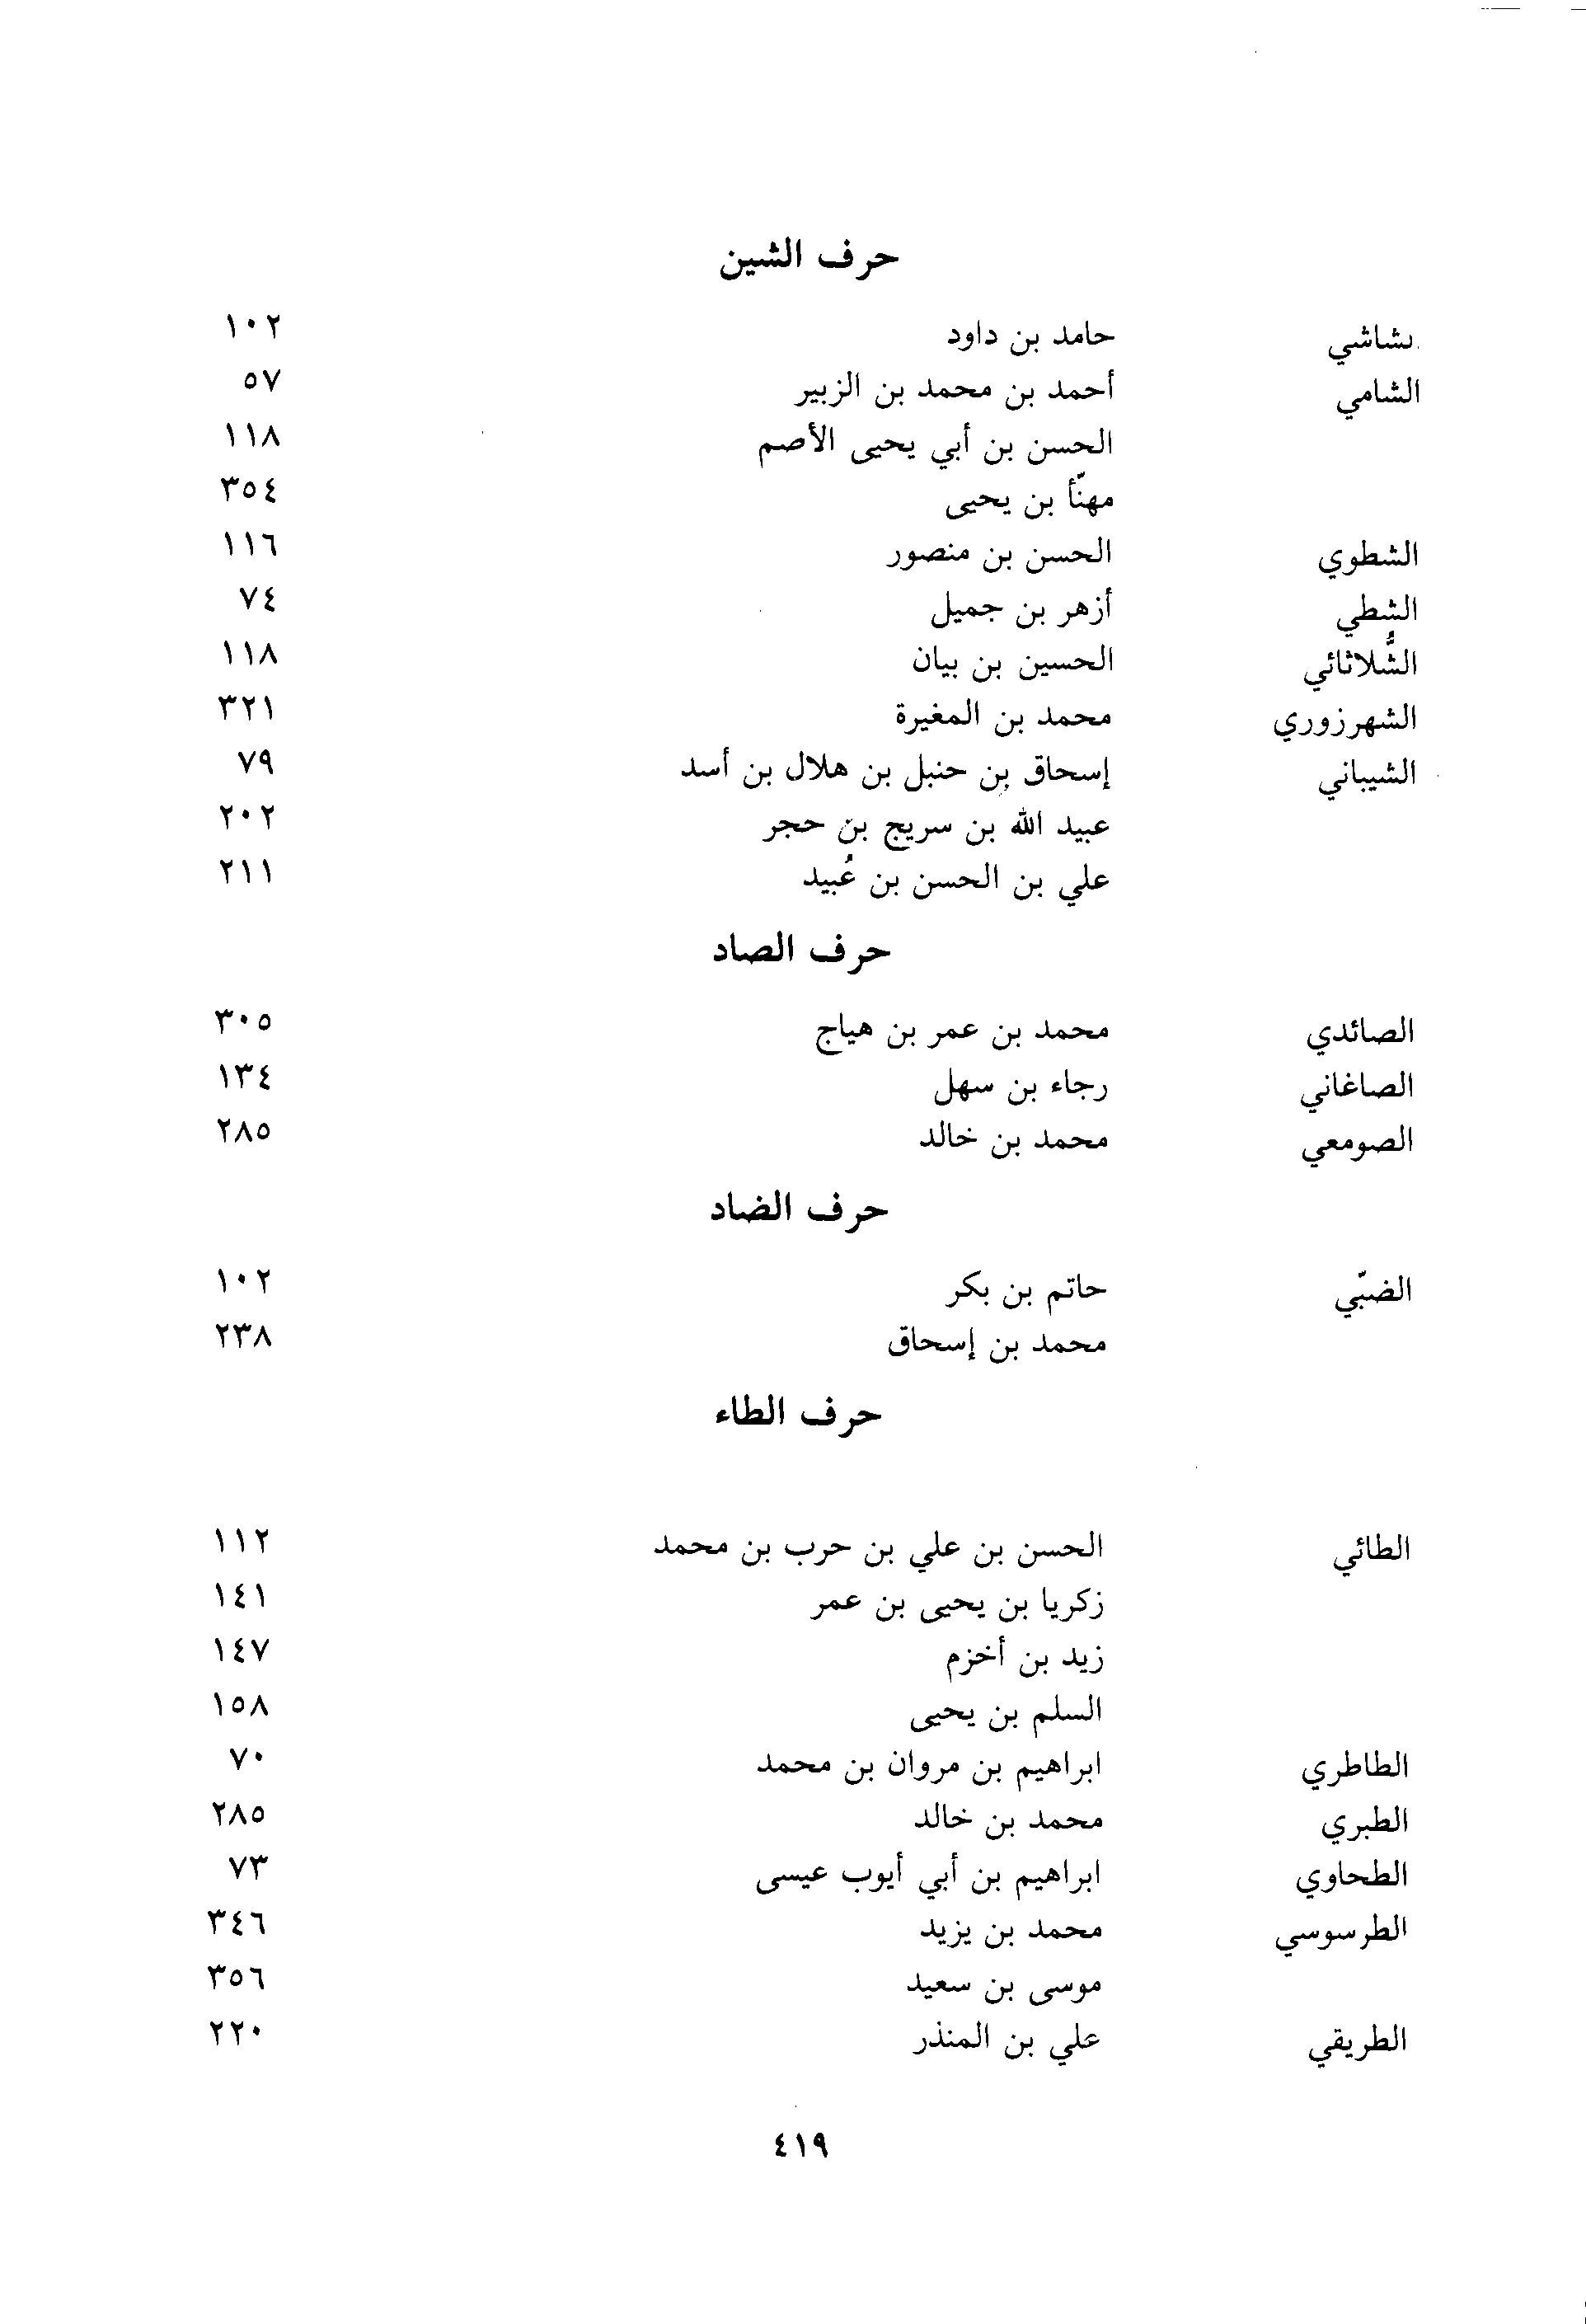 حرف الشين
الشاشي حامد بن داود ١٠٢
الشامي أحمد بن محمد بن الزبير ٥٧
الحسن بن أبي يحيى الأصم ١١٨
مهنّأ بن يحيى ٣٥٤
الشطوي الحسن بن منصور ١١٦
الشطي أزهر بن جميل ٧٤
الشُّلاثائي الحسين بن بيان ١١٨
الشهرزوري محمد بن المغيرة ٣٢١
الشيباني إسحاق بن حنبل بن هلال بن أسد ٧٩
عبيد الله بن سريج بن حجر ٢٠٢
علي بن الحسن بن عُبيد ٢١١
حرف الصاد
الصائدي محمد بن عمر بن هياج ٣٠٥
الصاغاني رجاء بن سهل ١٣٤
الصومعي محمد بن خالد ٢٨٥
حرف الضاد
الضبّي حاتم بن بكر ١٠٢
محمد بن إسحاق ٢٣٨
حرف الطاء
الطائي الحسن بن علي بن حرب بن محمد ١١٢
زكريا بن يحيى بن عمر ١٤١
زيد بن أخزم ١٤٧
السلم بن يحيى ١٥٨
الطاطري ابراهيم بن مروان بن محمد ٧٠
الطبري محمد بن خالد ٢٨٥
الطحاوي ابراهيم بن أبي أيوب عيسى ٧٣
الطرسوسي محمد بن يزيد ٣٤٦
موسى بن سعيد ٣٥٦
الطريقي علي بن المنذر ٢٢٠
٤١٩